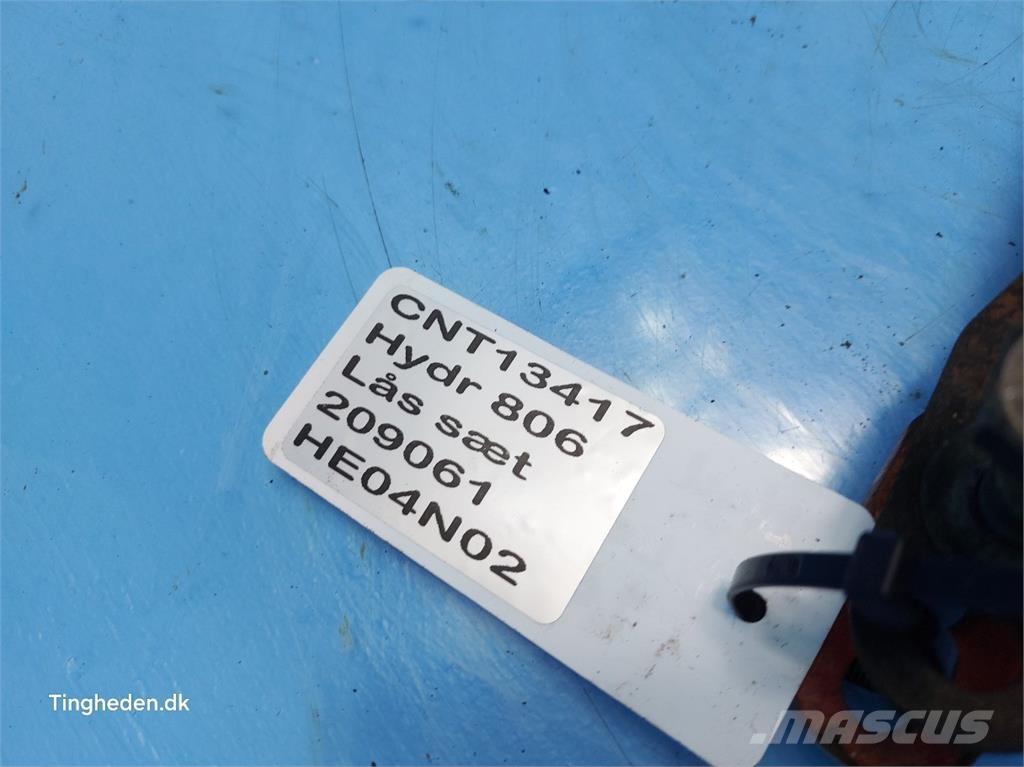 CNT13417
Hydr 806
Lås sæt
209061
HE04N02
Tingheden.dk
MASCUS